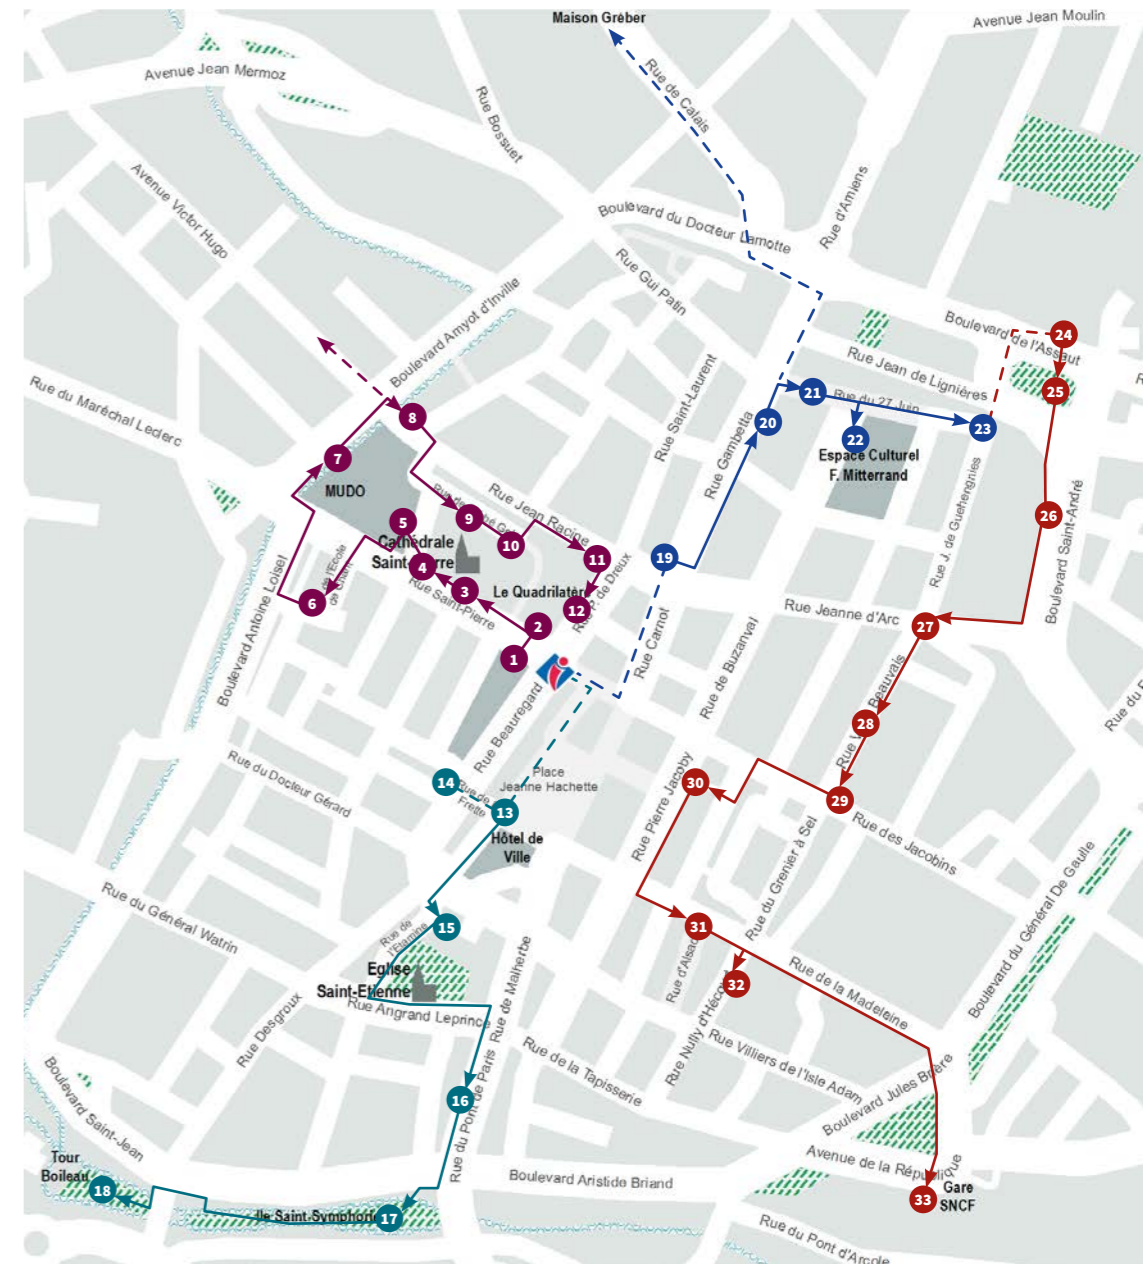 Maison Gréber
Avenue Jean Moulin
Avenue Jean Mermoz
Rue de Calais
Rue Bossuet
Avenue Victor Hugo
Rue d'Amiens
Boulevard du Docteur Lamotte
Rue Gui Patin
Boulevard Amyot d'Inville
Boulevard de l'Assaut
24
Rue Jean de Lignières
25
Rue du Maréchal Leclerc
Rue Saint-Laurent
21
Rue du 27 Juin
8
Rue Gambetta
20
23
22
Espace Culturel
F. Mitterrand
7
MUDO
Rue Jean Racine
9
10
5
Cathédrale
4
3
Rue Saint-Pierre
Le Quadrilatère
11
12
19
26
Rue J. de Guehengnies
Boulevard Saint-André
de l'Ecole
de Chant
6
Boulevard Antoine Loisel
2
1
Rue Jeanne d'Arc
27
Rue Carnot
Rue de Buzanval
Rue Beauregard
28
Rue du Docteur Gérard
14
Rue de
Frette
13
Place
Jeanne Hachette
30
29
Rue Pierre Jacoby
Hôtel de
Ville
Rue des Jacobins
Rue du Grenier à Sel
Boulevard du Général De Gaulle
Rue du Général Watrin
Rue de
l'Etamine
15
31
32
Rue de la Madeleine
Rue Nully d'Hécourt
Eglise
Saint-Etienne
Rue de Malherbe
Rue Angrand Leprince
Rue Desgroux
Rue de la Tapisserie
Rue Villiers de l'Isle Adam
Boulevard Jules Brière
16
Rue du Pont de Paris
Boulevard Saint-Jean
Avenue de la République
Boulevard Aristide Briand
Tour
Boileau
18
17
33
Gare
SNCF
Rue du Pont d'Arcole